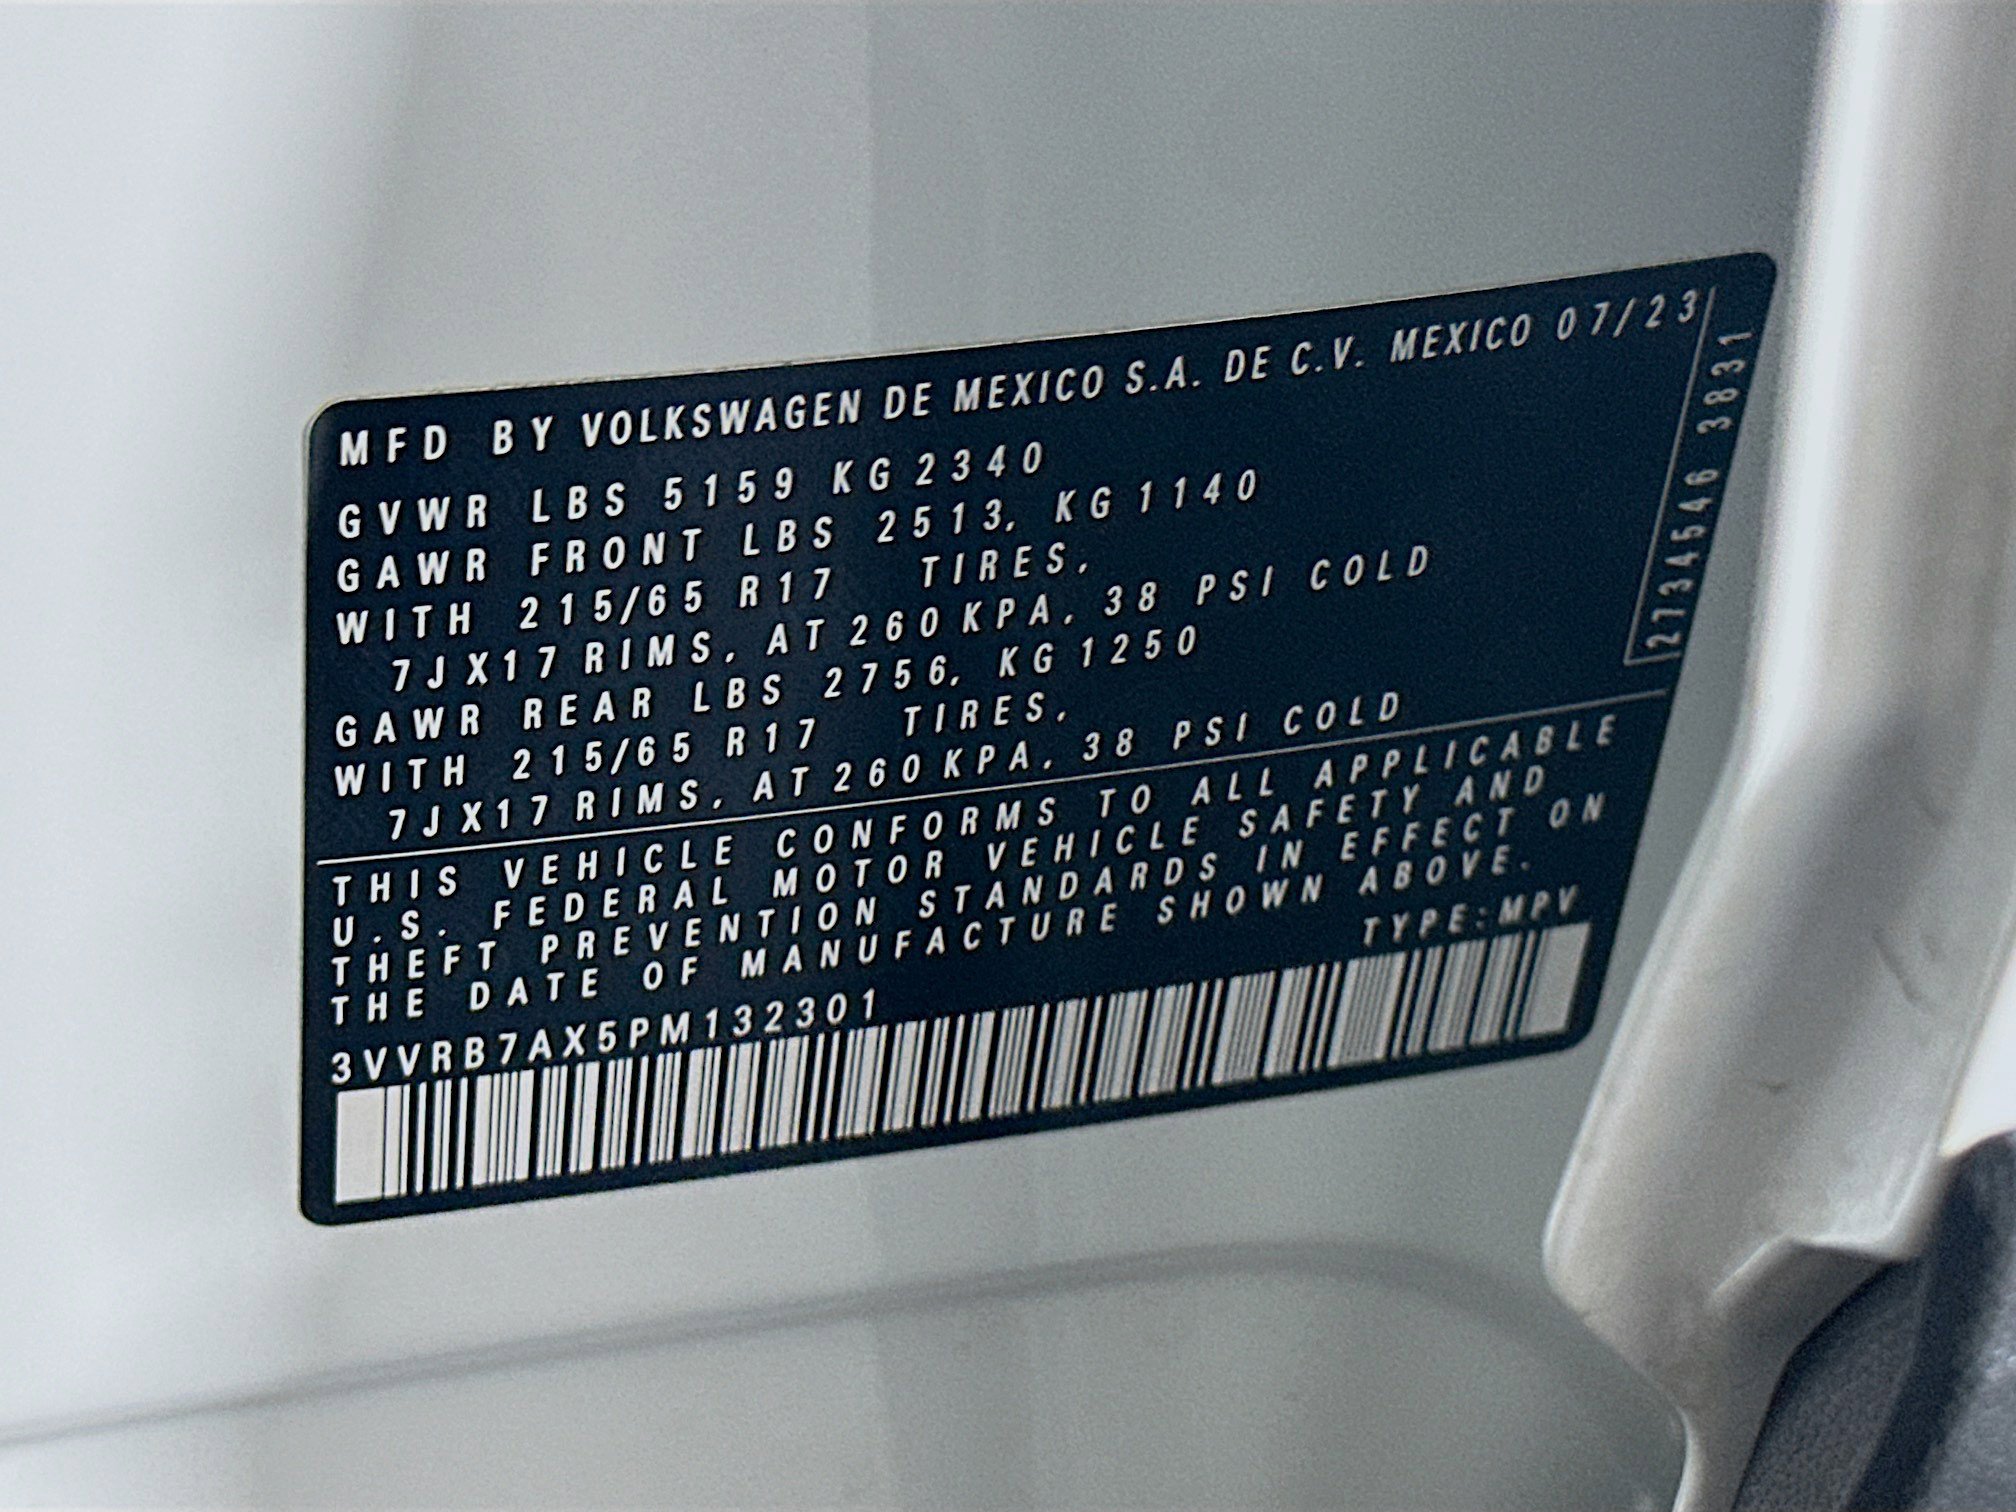 MFD BY VOLKSWAGEN DE MEXICO S.A. DE C.V. MEXICO 07/23
GVWR LBS 5159 KG 2340
GAWR FRONT LBS 2513, KG 1140
WITH 215/65 R17 TIRES,
7JX17 RIMS, AT 260 KPA, 38 PSI COLD
GAWR REAR LBS 2756, KG 1250
WITH 215/65 R17 TIRES,
7JX17 RIMS, AT 260 KPA, 38 PSI COLD
2734546 3831
THIS VEHICLE CONFORMS TO ALL APPLICABLE
U.S. FEDERAL MOTOR VEHICLE SAFETY AND
THEFT PREVENTION STANDARDS IN EFFECT ON
THE DATE OF MANUFACTURE SHOWN ABOVE.
TYPE:MPV
3VVRB7AX5PM132301